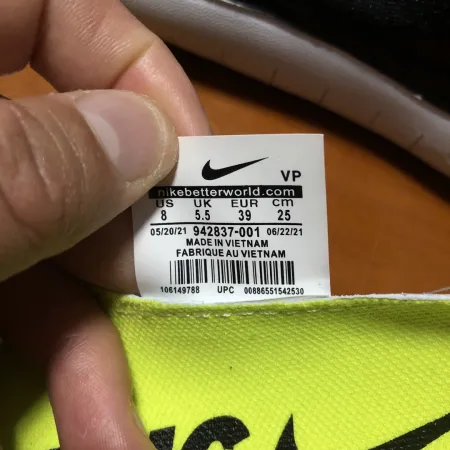 VP
nikebetterworld.com
US UK EUR cm
8 5.5 39 25
05/20/21 942837-001 06/22/21
MADE IN VIETNAM
FABRIQUE AU VIETNAM
106149788 UPC 00886551542530